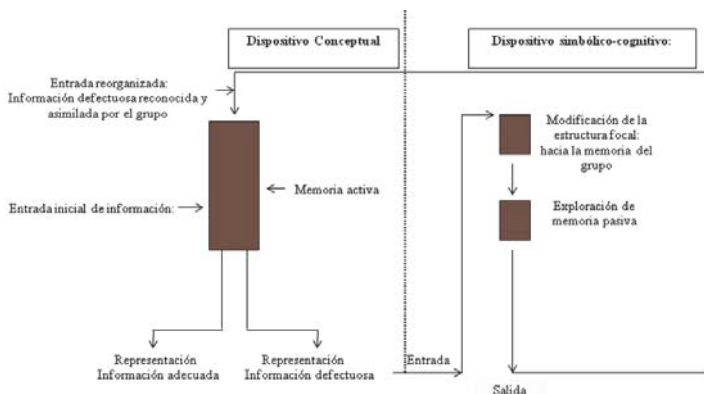 Dispositivo Conceptual
Dispositivo simbólico-cognitivo:
Entrada reorganizada:
Información defectuosa reconocida y
asimilada por el grupo
Modificación de la
estructura focal:
hacia la memoria del
grupo
Memoria activa
Entrada inicial de información:
Exploración de
memoria pasiva
Representación
Información adecuada
Representación
Información defectuosa
Entrada
Salida